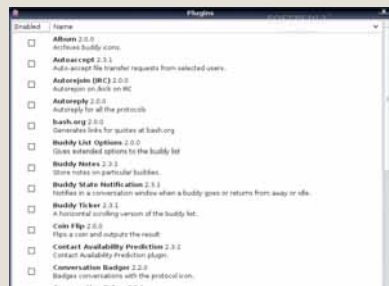 Plugins
SOFTPEDIA
Enabled Name
Album 2.0.0
Archives buddy icons.
Autoaccept 2.3.1
Auto-accept file transfer requests from selected users.
Autorejoin (IRC) 2.0.0
Autorejoin on /kick on IRC
Autoreply 2.0.0
Autoreply for all the protocols
bash.org 2.0.0
Generates links for quotes at bash.org
Buddy List Options 2.0.0
Gives extended options to the buddy list
Buddy Notes 2.3.1
Store notes on particular buddies.
Buddy State Notification 2.3.1
Notifies in a conversation window when a buddy goes or returns from away or idle.
Buddy Ticker 2.3.1
A horizontal scrolling version of the buddy list.
Coin Flip 2.0.0
Flips a coin and outputs the result
Contact Availability Prediction 2.3.1
Contact Availability Prediction plugin.
Conversation Badges 2.2.0
Badges conversations with the protocol icon.